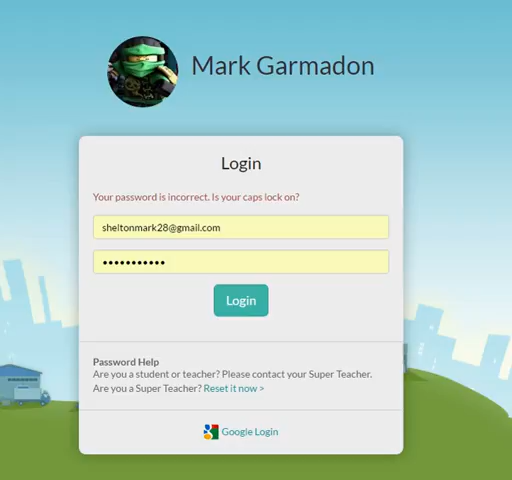 Mark Garmadon
Login
Your password is incorrect. Is your caps lock on?
sheltonmark28@gmail.com
•••••••••••
Login
Password Help
Are you a student or teacher? Please contact your Super Teacher.
Are you a Super Teacher? Reset it now >
Google Login